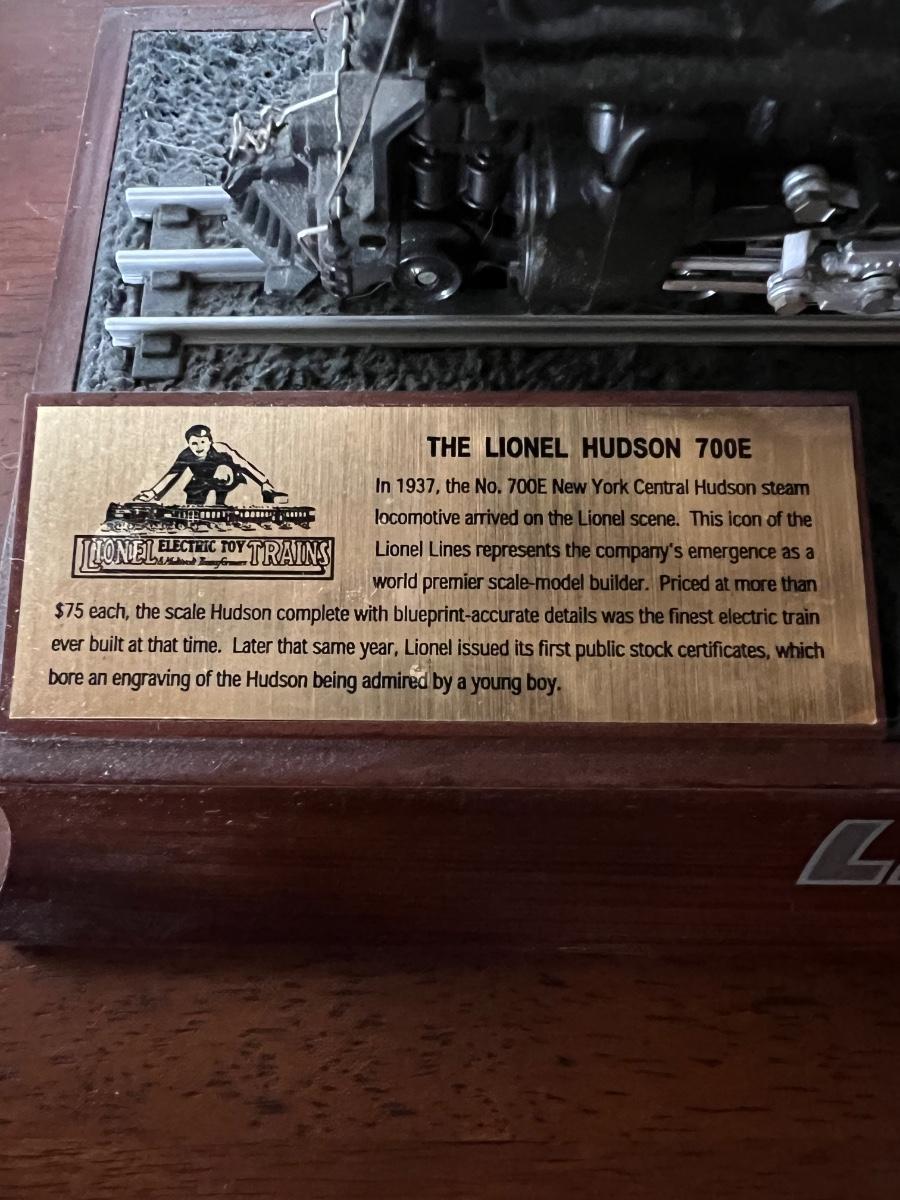 THE LIONEL HUDSON 700E
In 1937, the No. 700E New York Central Hudson steam
locomotive arrived on the Lionel scene. This icon of the
Lionel Lines represents the company's emergence as a
world premier scale-model builder. Priced at more than
$75 each, the scale Hudson complete with blueprint-accurate details was the finest electric train
ever built at that time. Later that same year, Lionel issued its first public stock certificates, which
bore an engraving of the Hudson being admired by a young boy.
LIONEL ELECTRIC TOY TRAINS
L